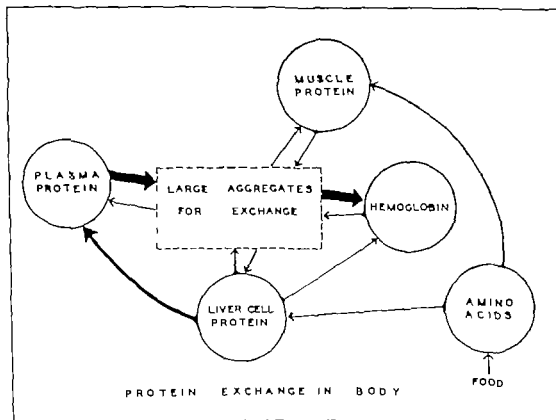 MUSCLE
PROTEIN
PLASMA
PROTEIN
LARGE AGGREGATES
FOR EXCHANGE
HEMOGLOBIN
LIVER CELL
PROTEIN
AMINO
ACIDS
FOOD
PROTEIN EXCHANGE IN BODY